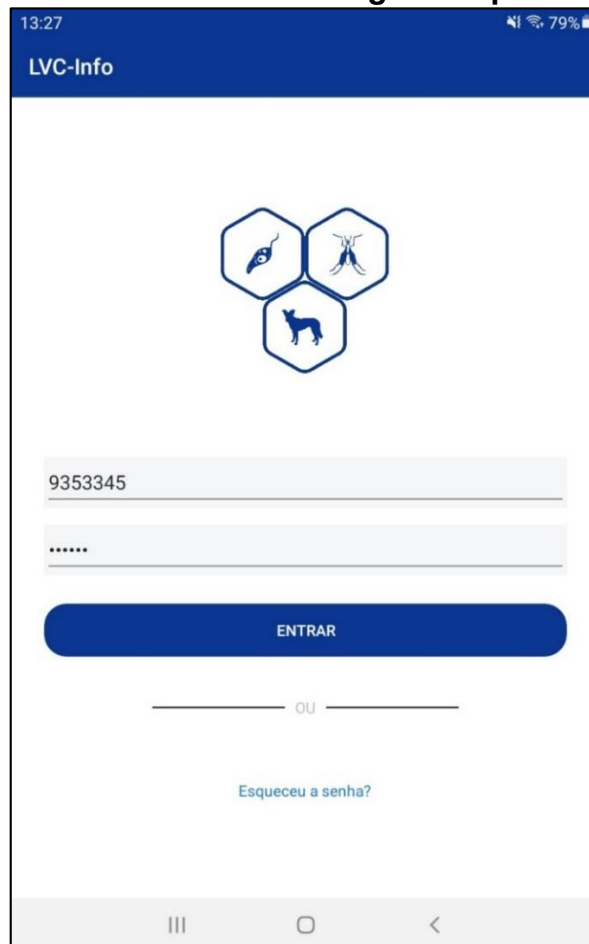 13:27 79%
LVC-Info
9353345
••••••
ENTRAR
OU
Esqueceu a senha?